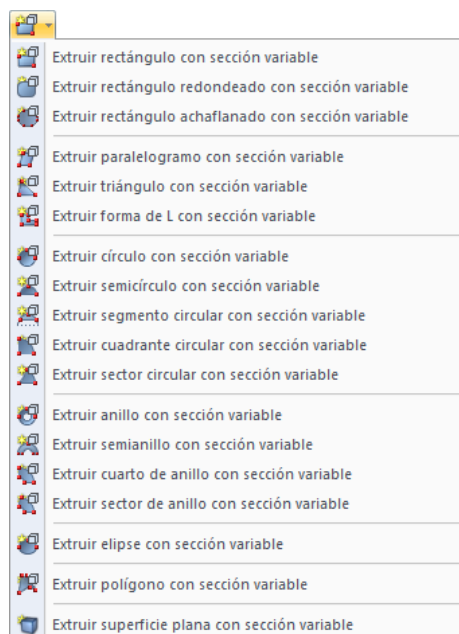 Extruir rectángulo con sección variable
Extruir rectángulo redondeado con sección variable
Extruir rectángulo achaflanado con sección variable
Extruir paralelogramo con sección variable
Extruir triángulo con sección variable
Extruir forma de L con sección variable
Extruir círculo con sección variable
Extruir semicírculo con sección variable
Extruir segmento circular con sección variable
Extruir cuadrante circular con sección variable
Extruir sector circular con sección variable
Extruir anillo con sección variable
Extruir semianillo con sección variable
Extruir cuarto de anillo con sección variable
Extruir sector de anillo con sección variable
Extruir elipse con sección variable
Extruir polígono con sección variable
Extruir superficie plana con sección variable